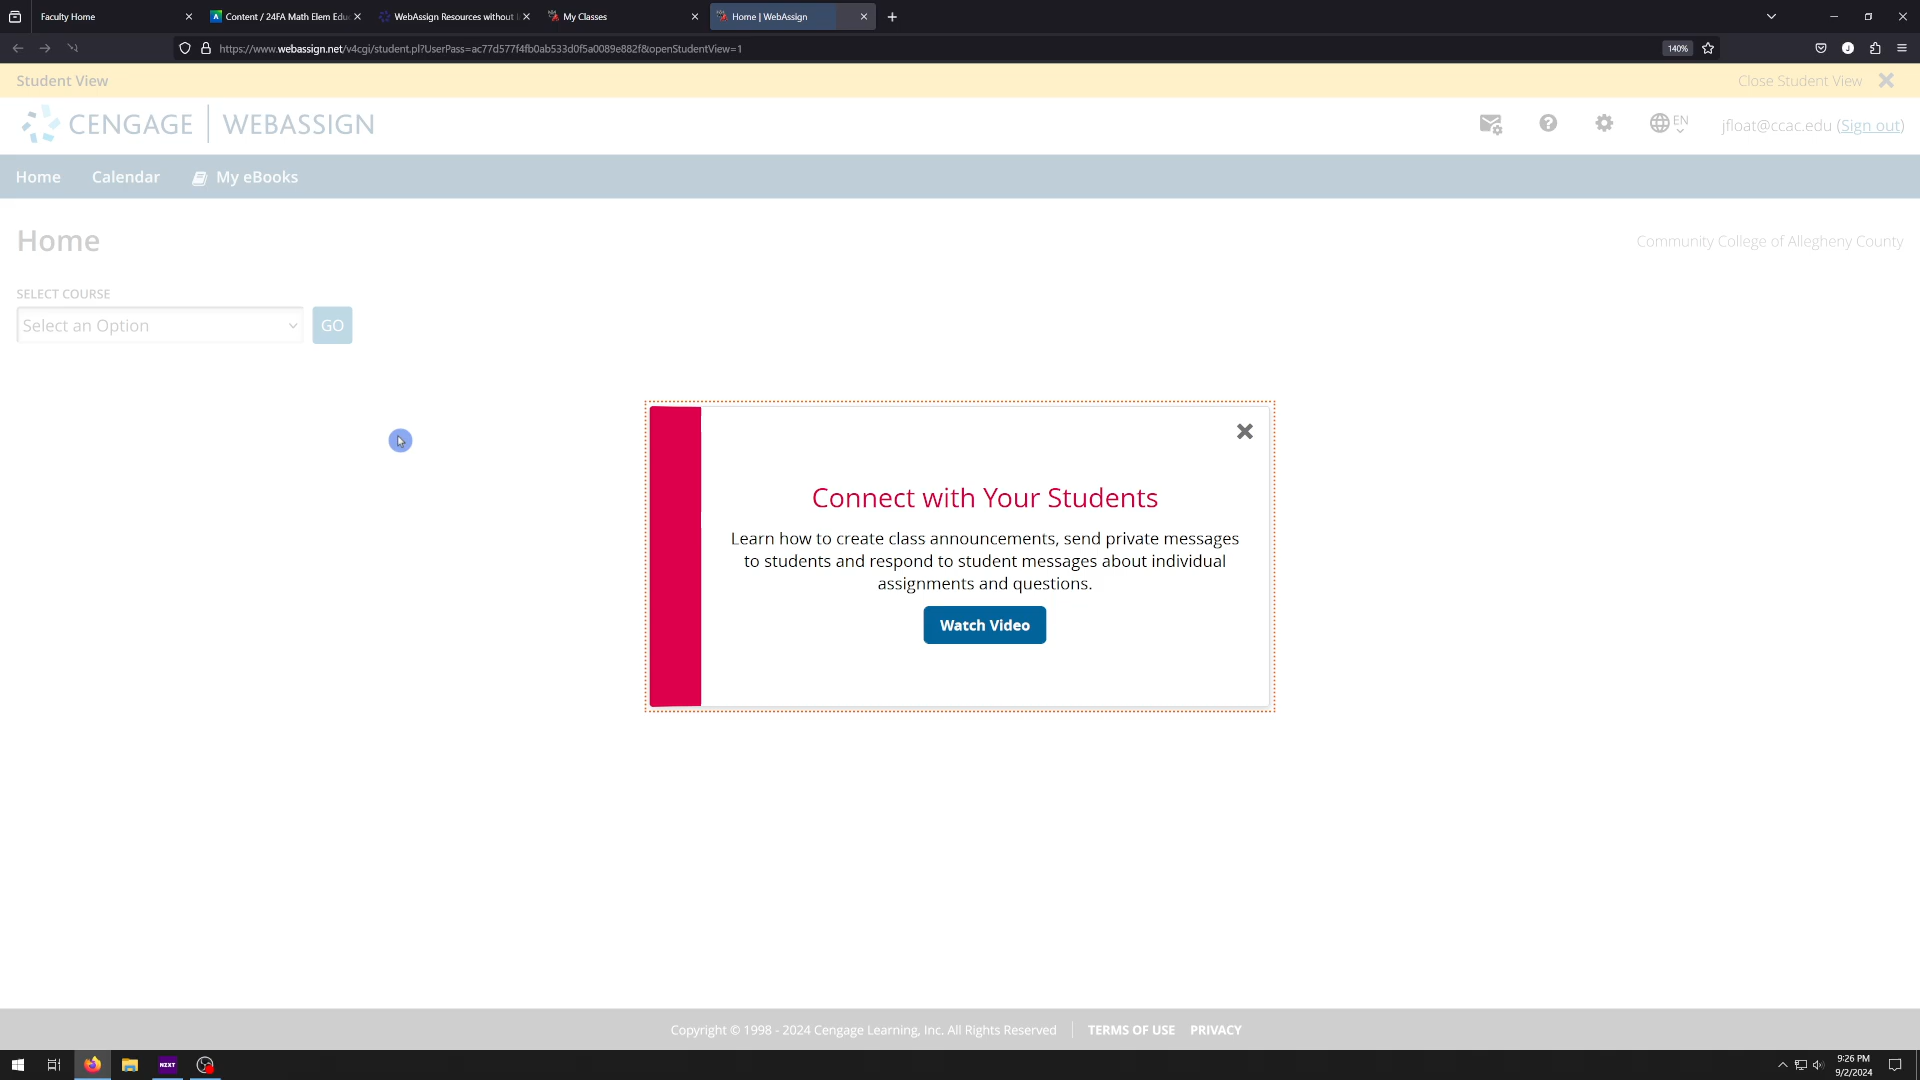 Faculty Home
Content / 24FA Math Elem Educ
WebAssign Resources without L
My Classes
Home | WebAssign
https://www.webassign.net/v4cgi/student.pl?UserPass=ac77d577f4fb0ab533d0f5a0089e882f&openStudentView=1
140%
Student View
Close Student View
CENGAGE | WEBASSIGN
EN
jfloat@ccac.edu (Sign out)
Home
Calendar
My eBooks
Home
Community College of Allegheny County
SELECT COURSE
Select an Option
GO
Connect with Your Students
Learn how to create class announcements, send private messages
to students and respond to student messages about individual
assignments and questions.
Watch Video
Copyright © 1998 - 2024 Cengage Learning, Inc. All Rights Reserved
TERMS OF USE
PRIVACY
NZXT
9:26 PM
9/2/2024